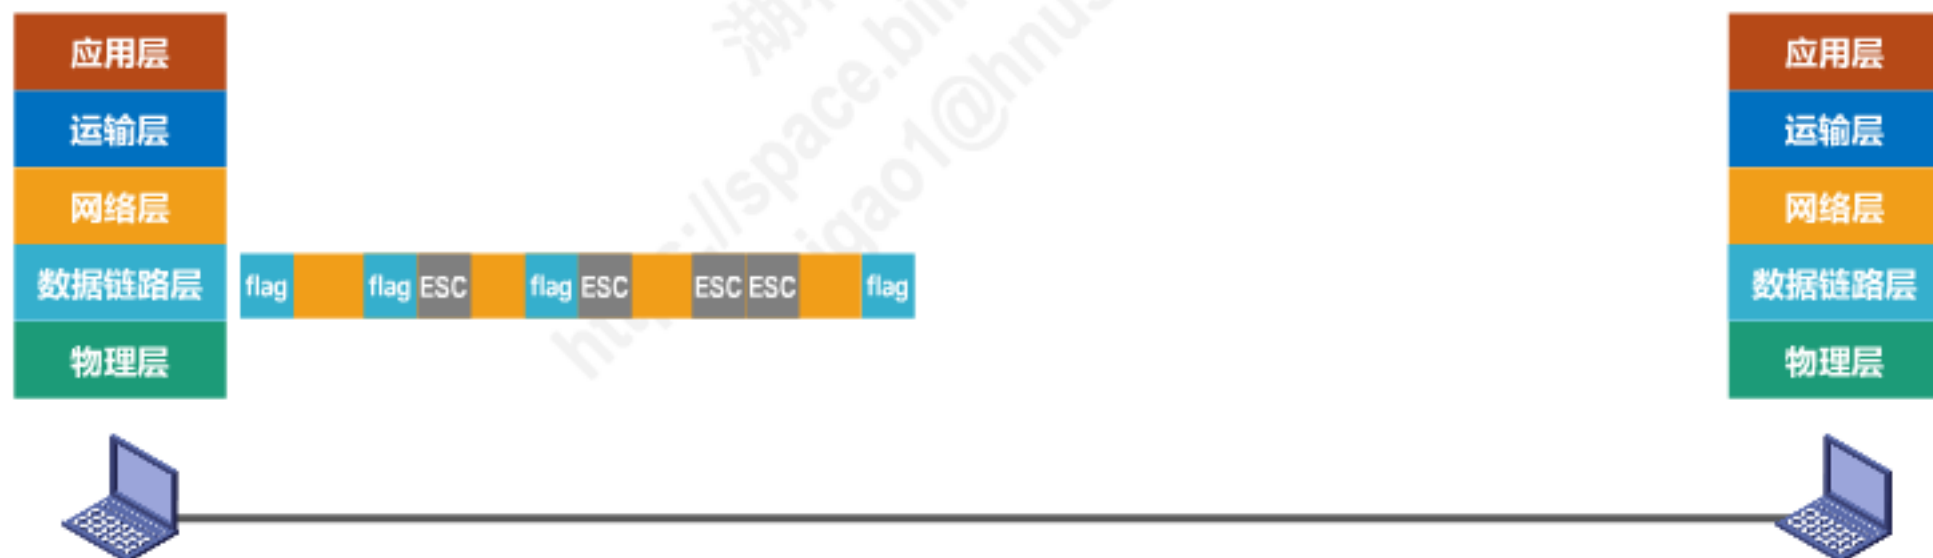 应用层
运输层
网络层
数据链路层
物理层
flag flag ESC flag ESC ESC ESC flag
应用层
运输层
网络层
数据链路层
物理层